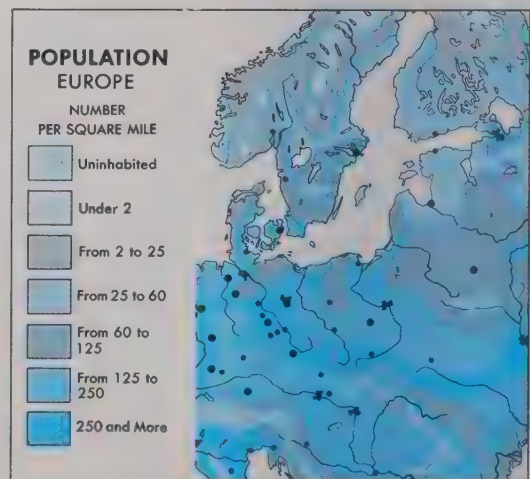 POPULATION
EUROPE
NUMBER
PER SQUARE MILE
Uninhabited
Under 2
From 2 to 25
From 25 to 60
From 60 to
125
From 125 to
250
250 and More